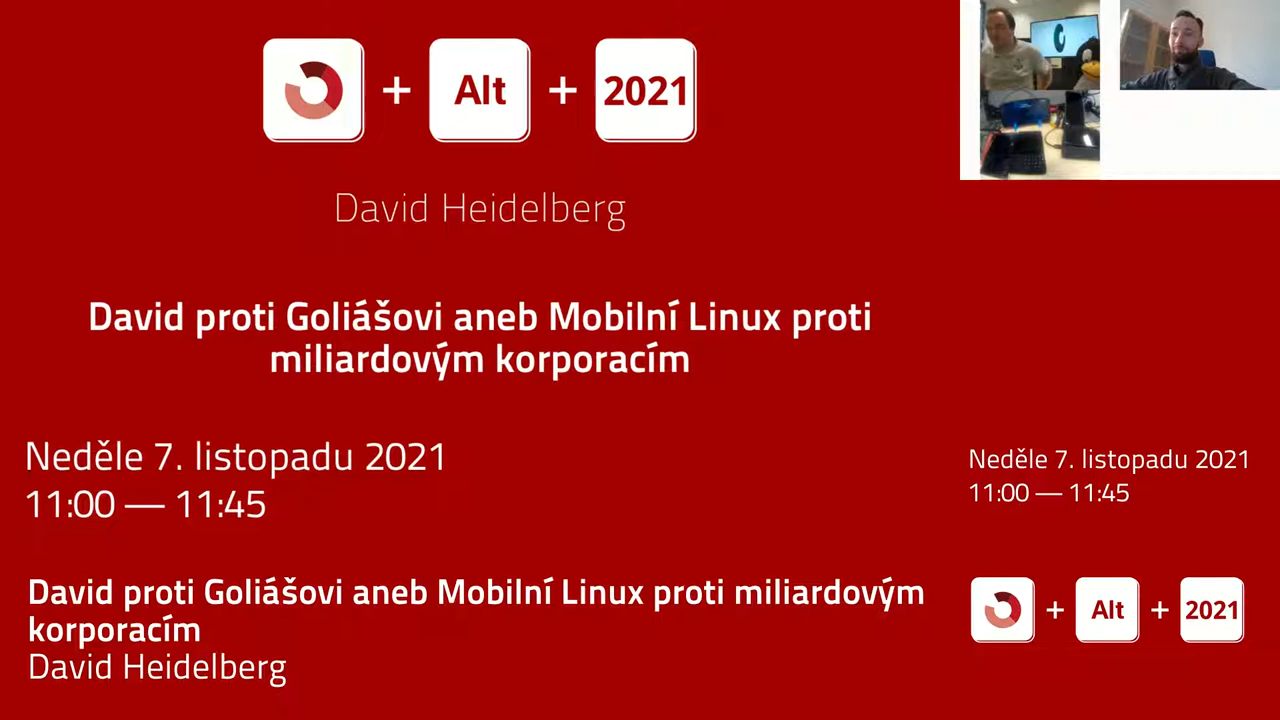 + Alt + 2021
David Heidelberg
David proti Goliášovi aneb Mobilní Linux proti
miliardovým korporacím
Neděle 7. listopadu 2021
11:00 — 11:45
Neděle 7. listopadu 2021
11:00 — 11:45
David proti Goliášovi aneb Mobilní Linux proti miliardovým
korporacím
David Heidelberg
+ Alt + 2021